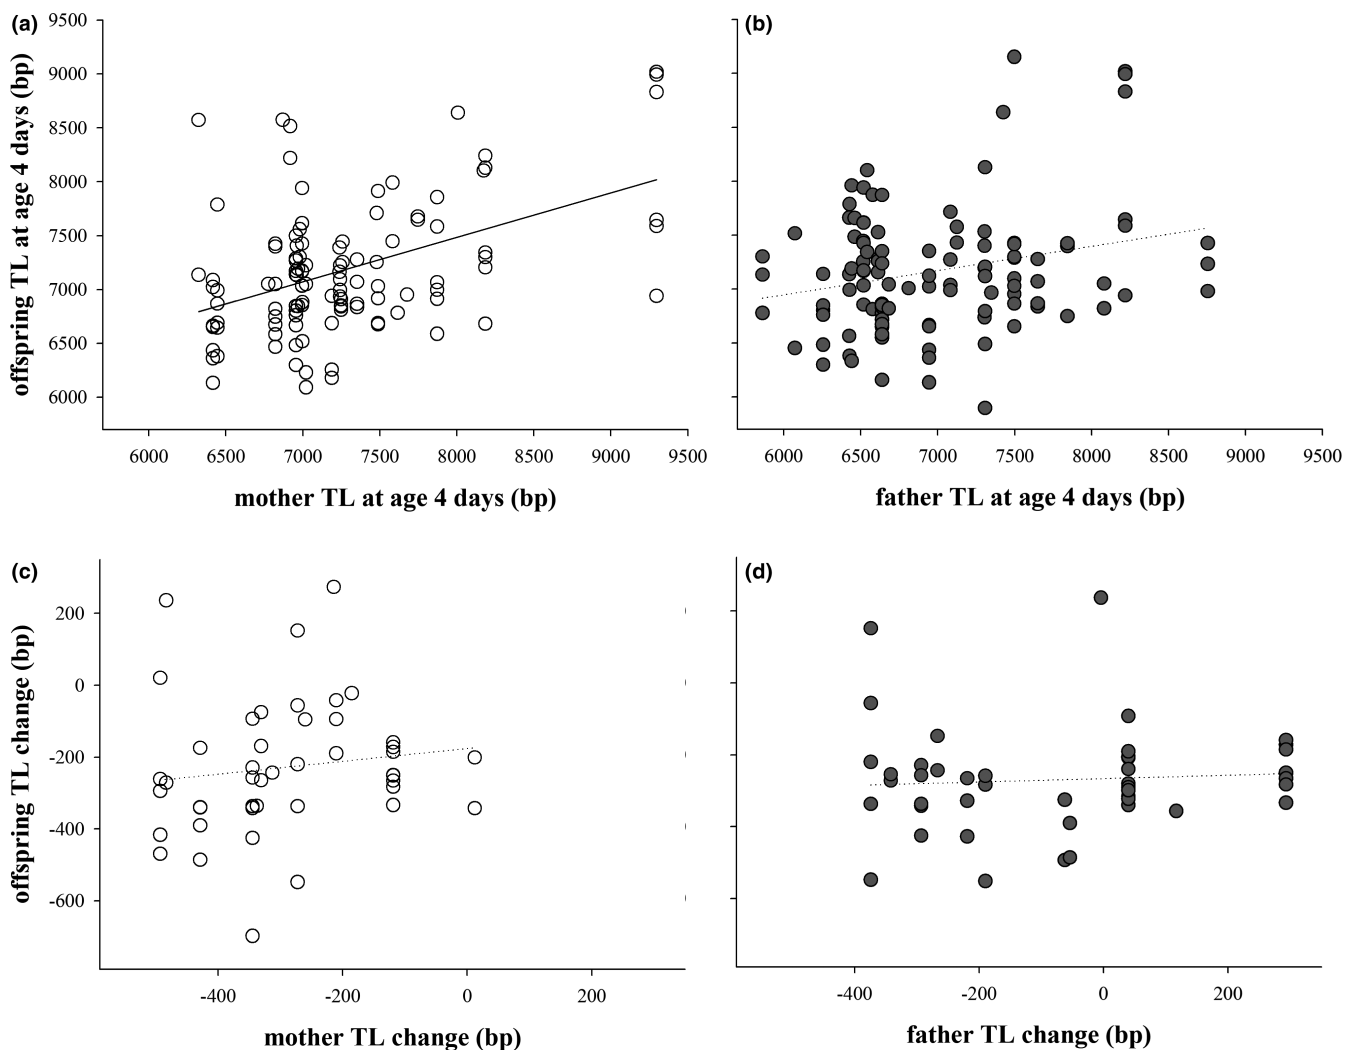 (a)
9500
9000
8500
8000
7500
7000
6500
6000
offspring TL at age 4 days (bp)
6000 6500 7000 7500 8000 8500 9000 9500
mother TL at age 4 days (bp)
(b)
6000 6500 7000 7500 8000 8500 9000 9500
father TL at age 4 days (bp)
(c)
200
0
-200
-400
-600
offspring TL change (bp)
-400 -200 0 200
mother TL change (bp)
(d)
-400 -200 0 200
father TL change (bp)